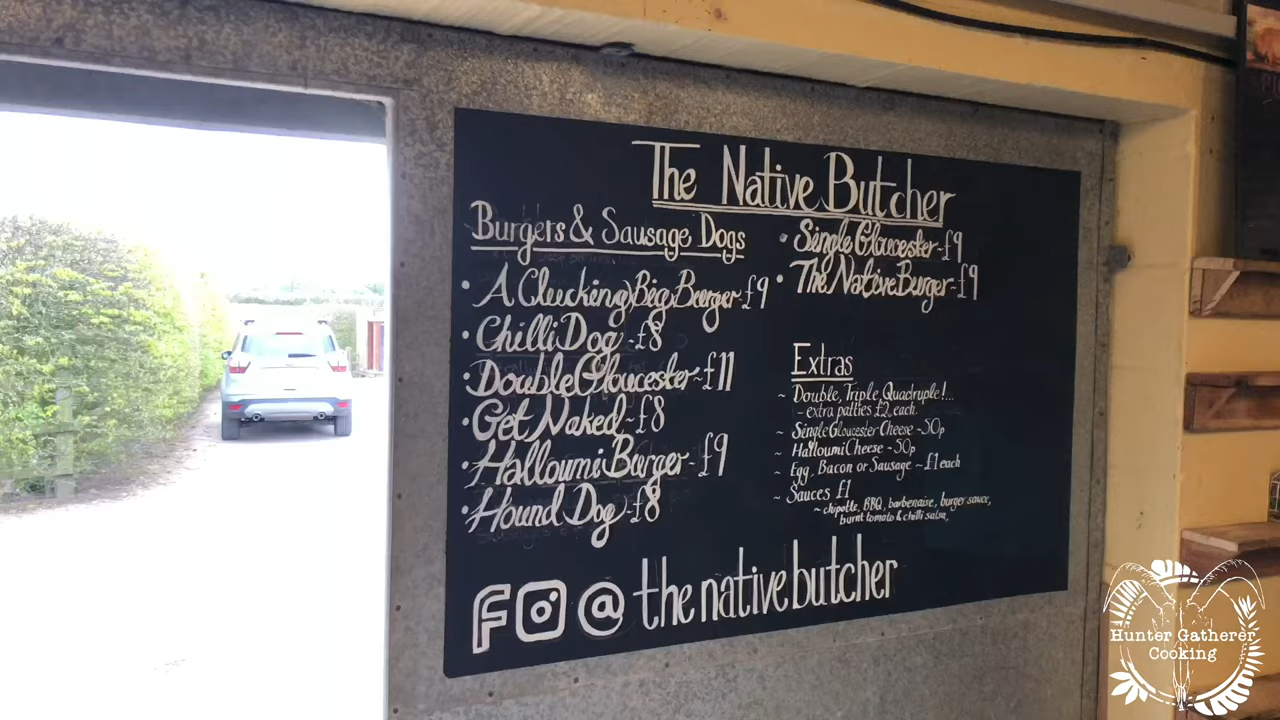 The Native Butcher
Burgers & Sausage Dogs
• A Clucking Big Burger - £9
• Chilli Dog - £8
• Double Gloucester - £11
• Get Naked - £8
• Halloumi Burger - £9
• Hound Dog - £8
• Single Gloucester - £9
• The Native Burger - £9
Extras
~ Double, Triple, Quadruple!...
- extra patties £2 each.
~ Single Gloucester Cheese - 50p
~ Halloumi Cheese - 50p
~ Egg, Bacon or Sausage ~ £1 each
~ Sauces £1
~ chipotle, BBQ, barbenaise, burger sauce,
burnt tomato & chilli salsa,
@thenativebutcher
Hunter Gatherer
Cooking